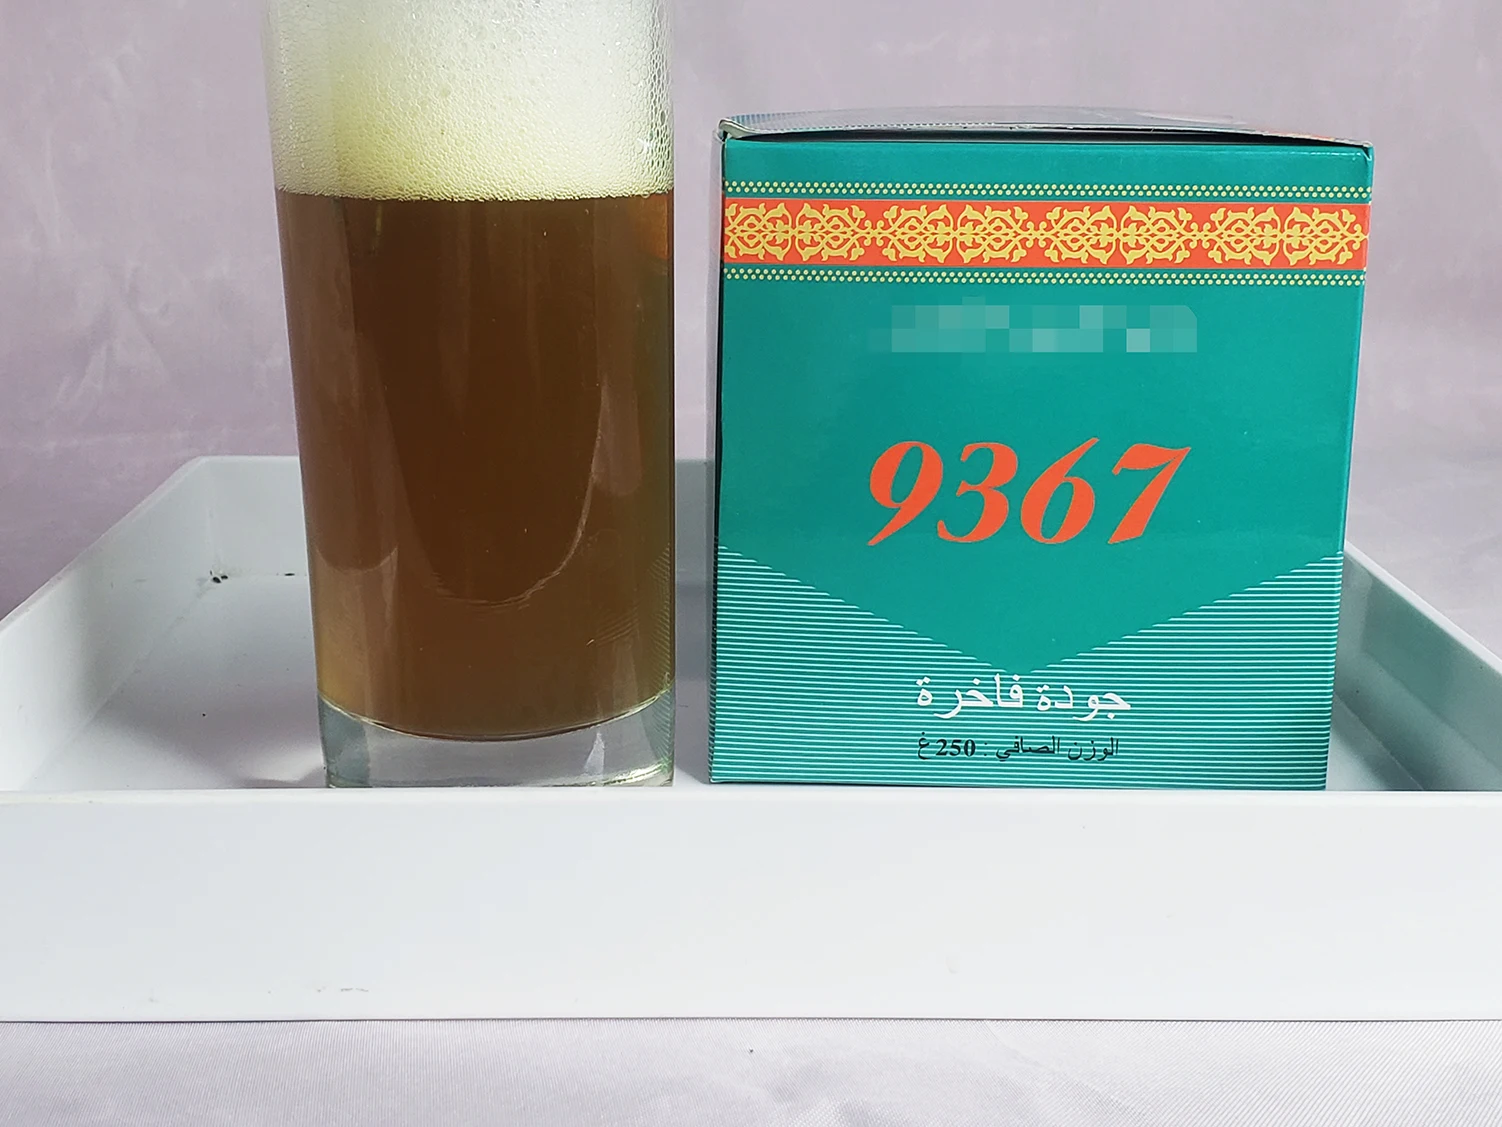 9367
جودة فاخرة
الوزن الصافي : 250 غ